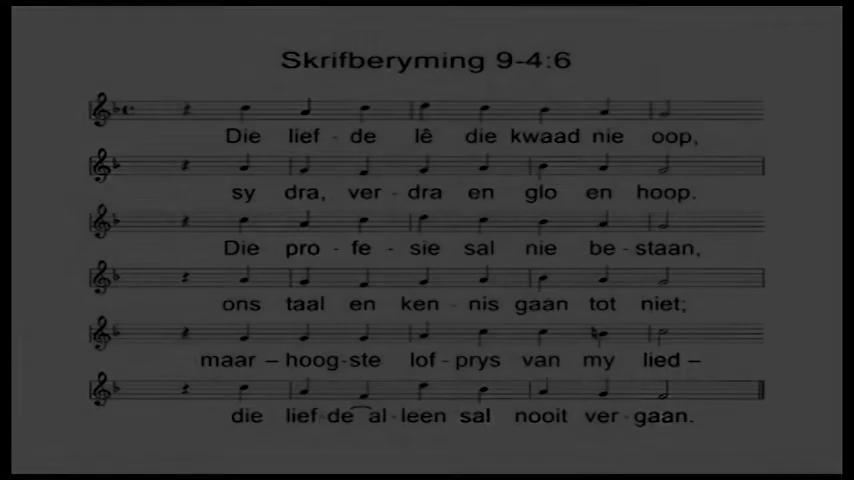 Skrifberyming 9-4:6
Die lief - de lê die kwaad nie oop,
sy dra, ver - dra en glo en hoop.
Die pro - fe - sie sal nie be - staan,
ons taal en ken - nis gaan tot niet;
maar – hoog - ste lof - prys van my lied –
die lief - de al - leen sal nooit ver - gaan.